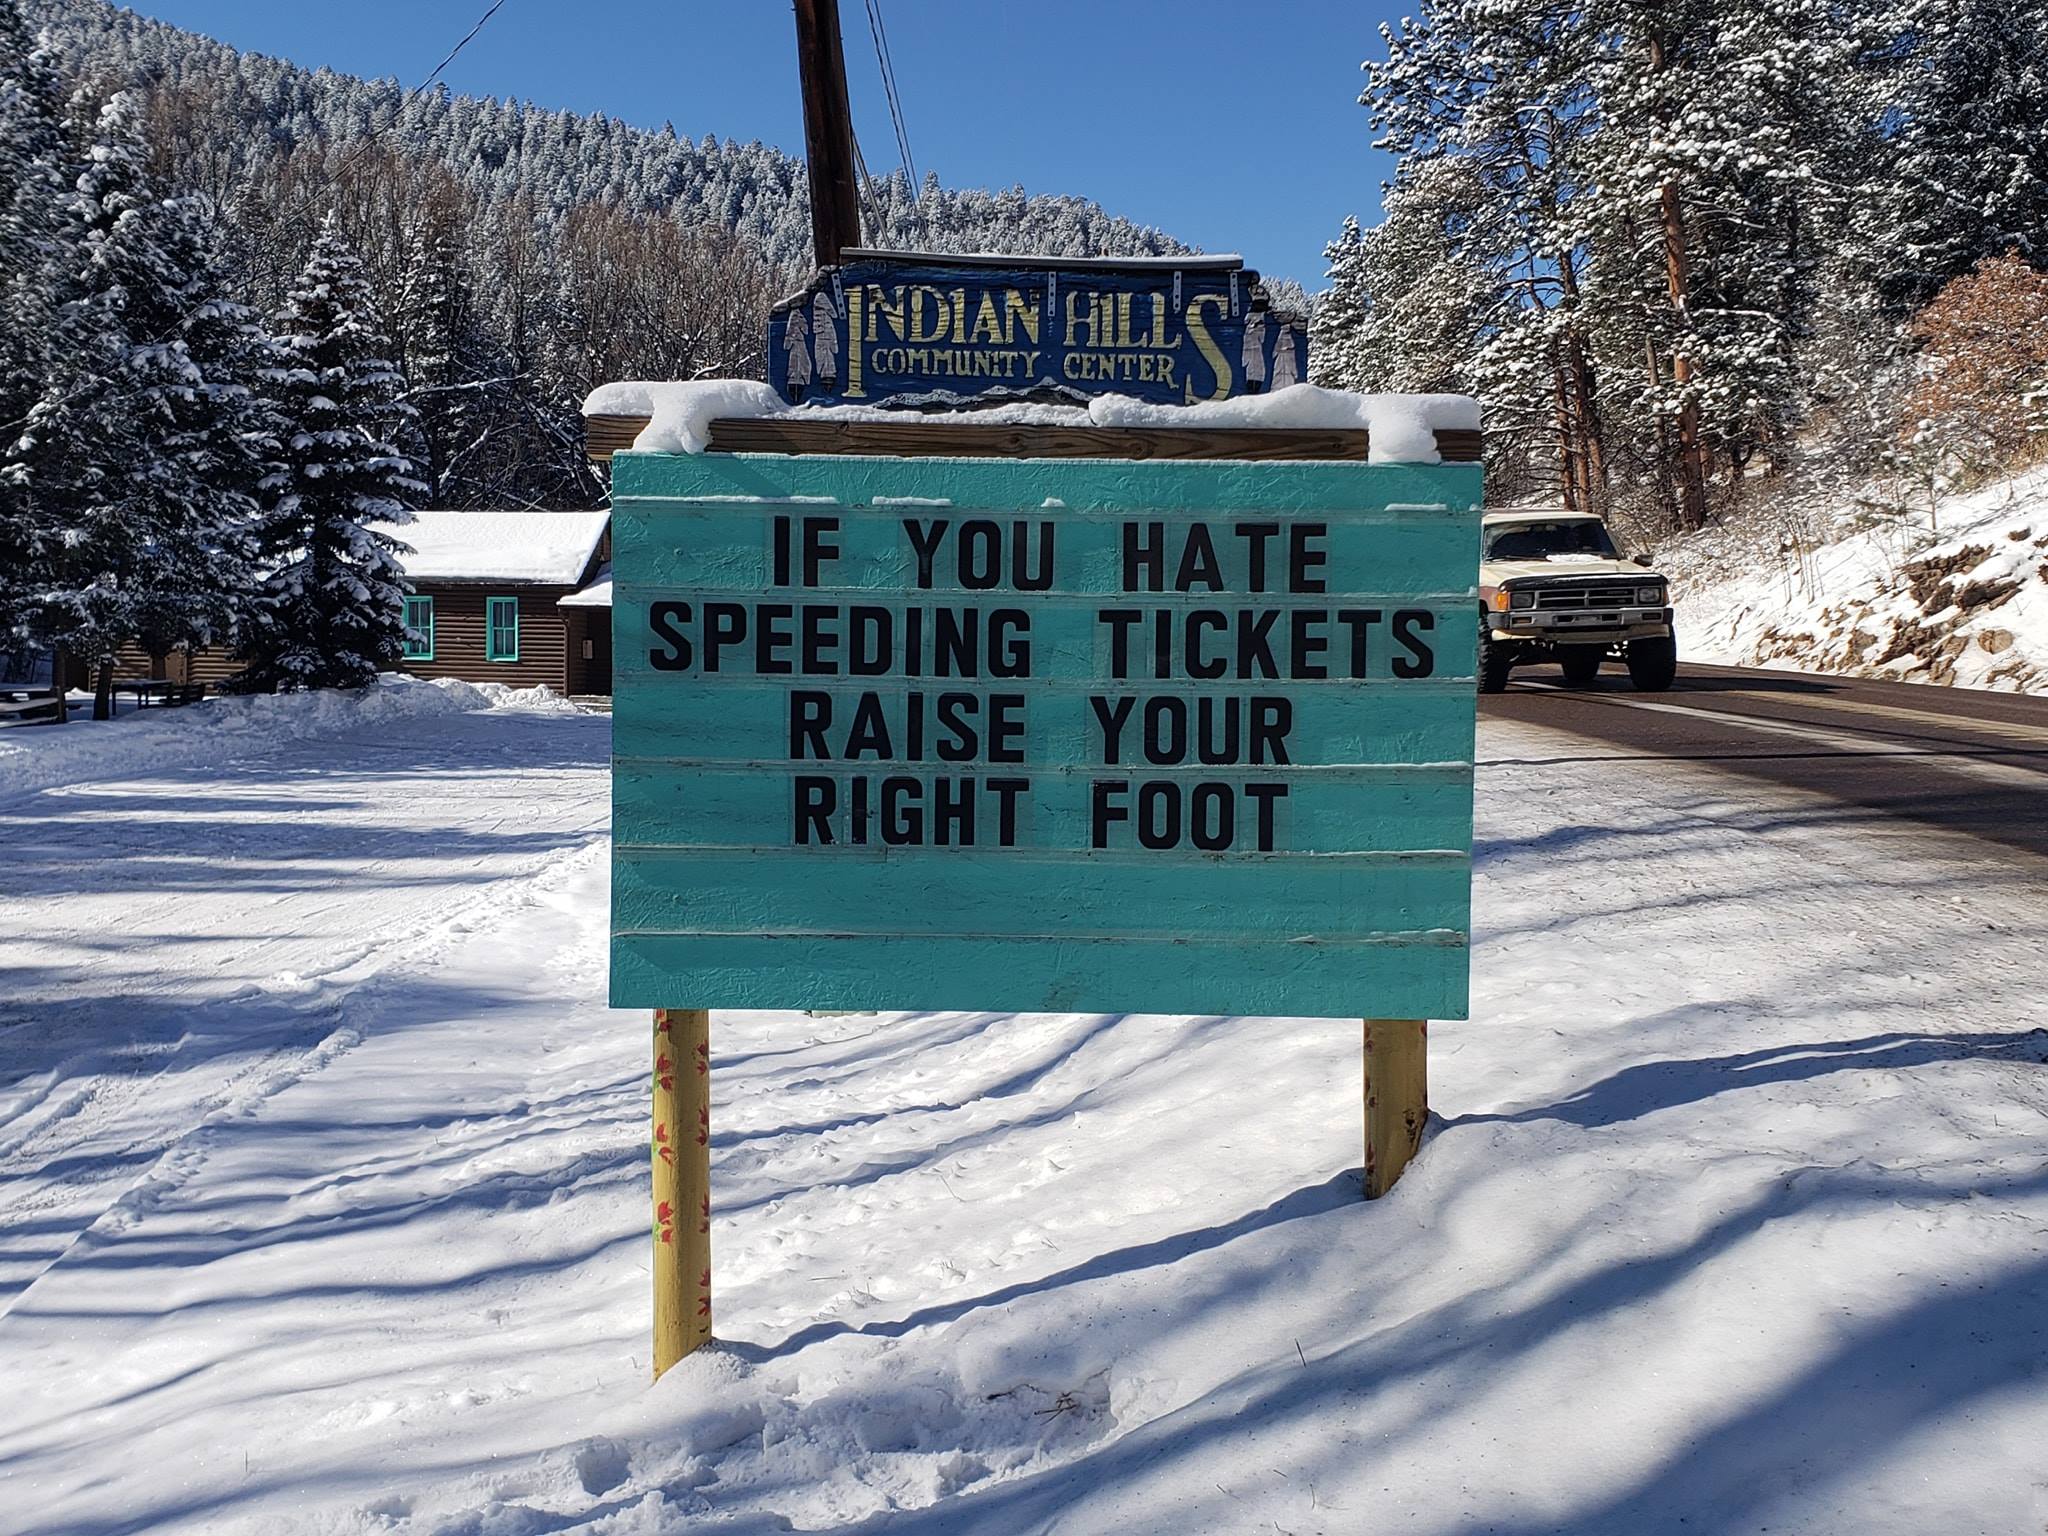 INDIAN HILLS
COMMUNITY CENTER
IF YOU HATE
SPEEDING TICKETS
RAISE YOUR
RIGHT FOOT